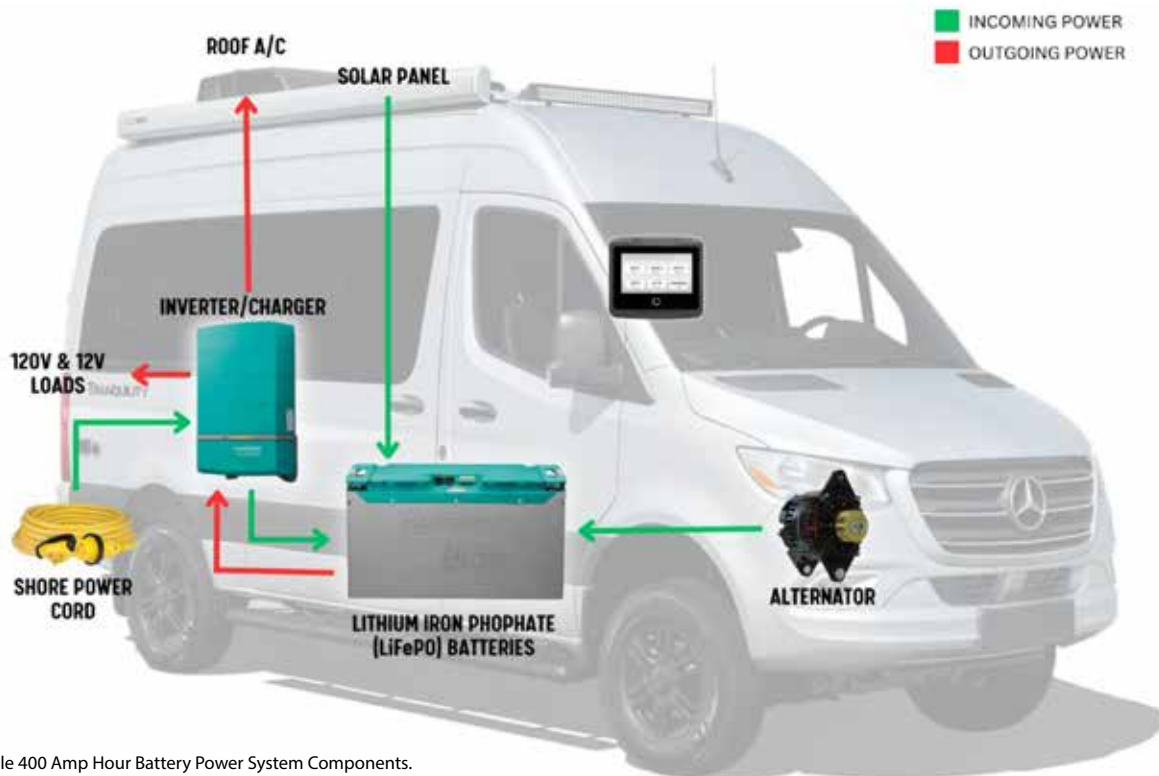 INCOMING POWER
OUTGOING POWER
ROOF A/C
SOLAR PANEL
INVERTER/CHARGER
120V & 12V
LOADS
TRANQUILITY
SHORE POWER
CORD
LITHIUM IRON PHOPHATE
(LiFePO) BATTERIES
ALTERNATOR
le 400 Amp Hour Battery Power System Components.